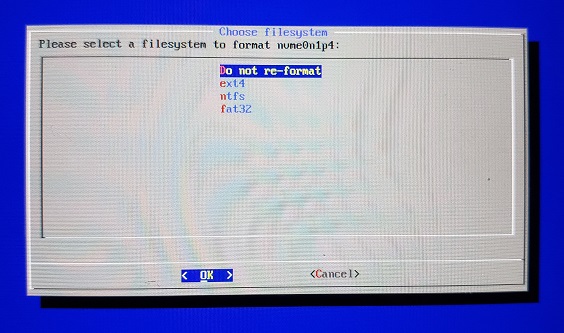 Choose filesystem
Please select a filesystem to format nvme0n1p4:
Do not re-format
ext4
ntfs
fat32
< OK > <Cancel>